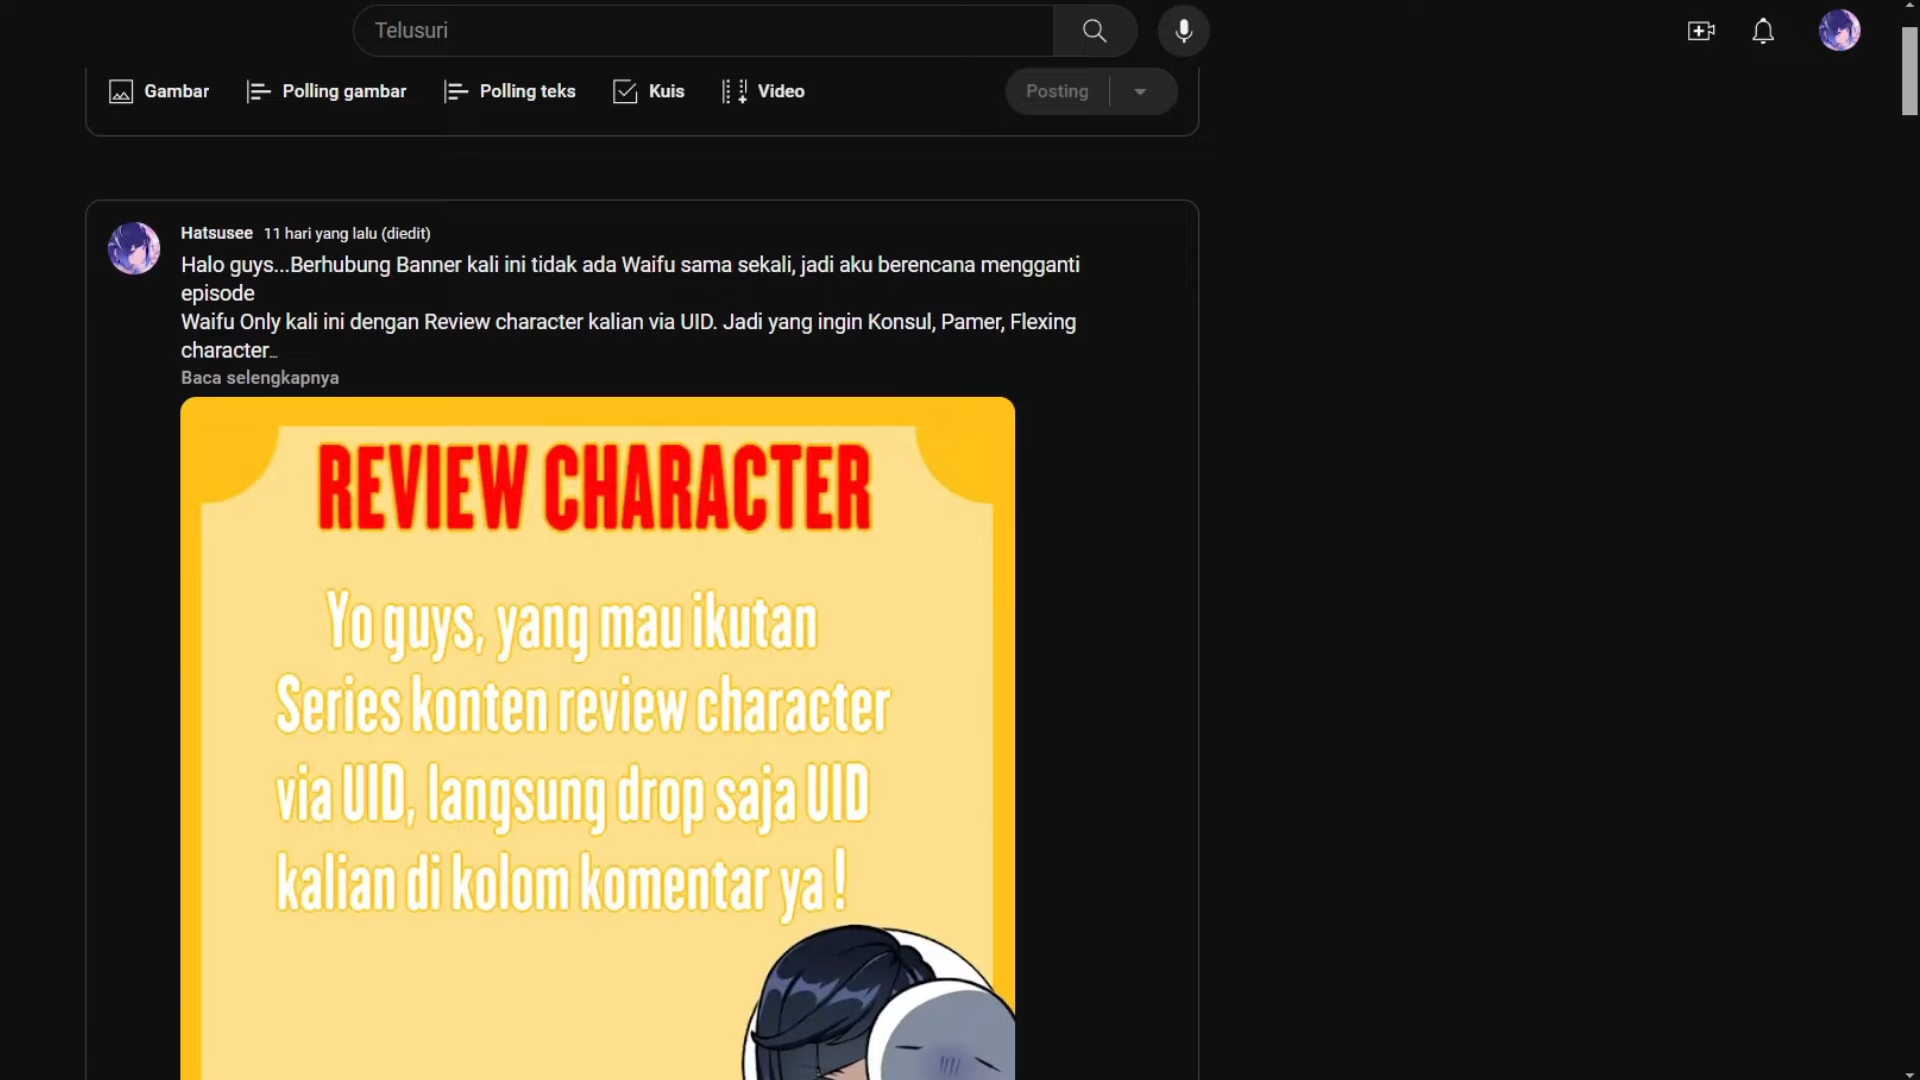 Telusuri
Gambar
Polling gambar
Polling teks
Kuis
Video
Posting
Hatsusee 11 hari yang lalu (diedit)
Halo guys...Berhubung Banner kali ini tidak ada Waifu sama sekali, jadi aku berencana mengganti
episode
Waifu Only kali ini dengan Review character kalian via UID. Jadi yang ingin Konsul, Pamer, Flexing
character...
Baca selengkapnya
REVIEW CHARACTER
Yo guys, yang mau ikutan
Series konten review character
via UID, langsung drop saja UID
kalian di kolom komentar ya !